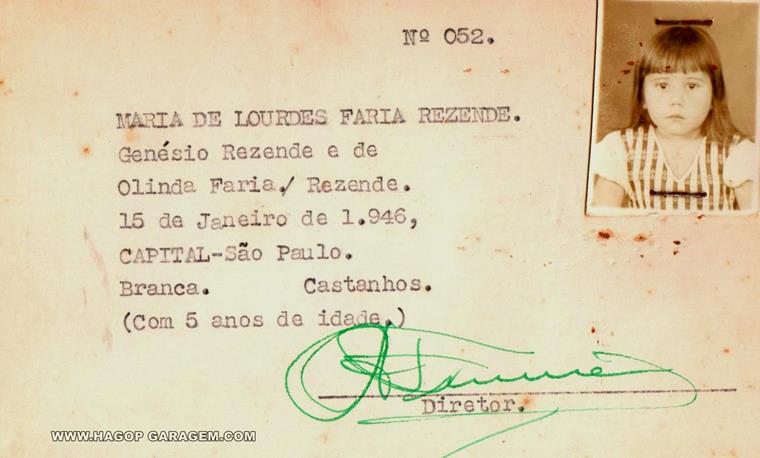 Nº 052.
MARIA DE LOURDES FARIA REZENDE.
Genésio Rezende e de
Olinda Faria/ Rezende.
15 de Janeiro de 1.946,
CAPITAL-São Paulo.
Branca. Castanhos.
(Com 5 anos de idade.)
Diretor.
WWW.HAGOP GARAGEM.COM